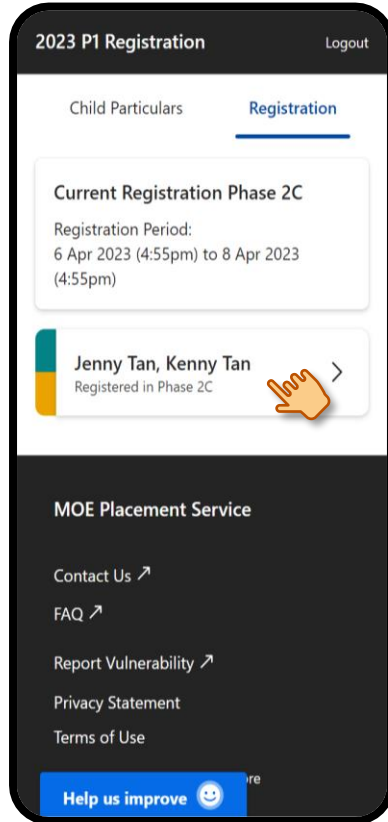 2023 P1 Registration Logout
Child Particulars Registration
Current Registration Phase 2C
Registration Period:
6 Apr 2023 (4:55pm) to 8 Apr 2023
(4:55pm)
Jenny Tan, Kenny Tan
Registered in Phase 2C
MOE Placement Service
Contact Us ↗
FAQ ↗
Report Vulnerability ↗
Privacy Statement
Terms of Use
Help us improve